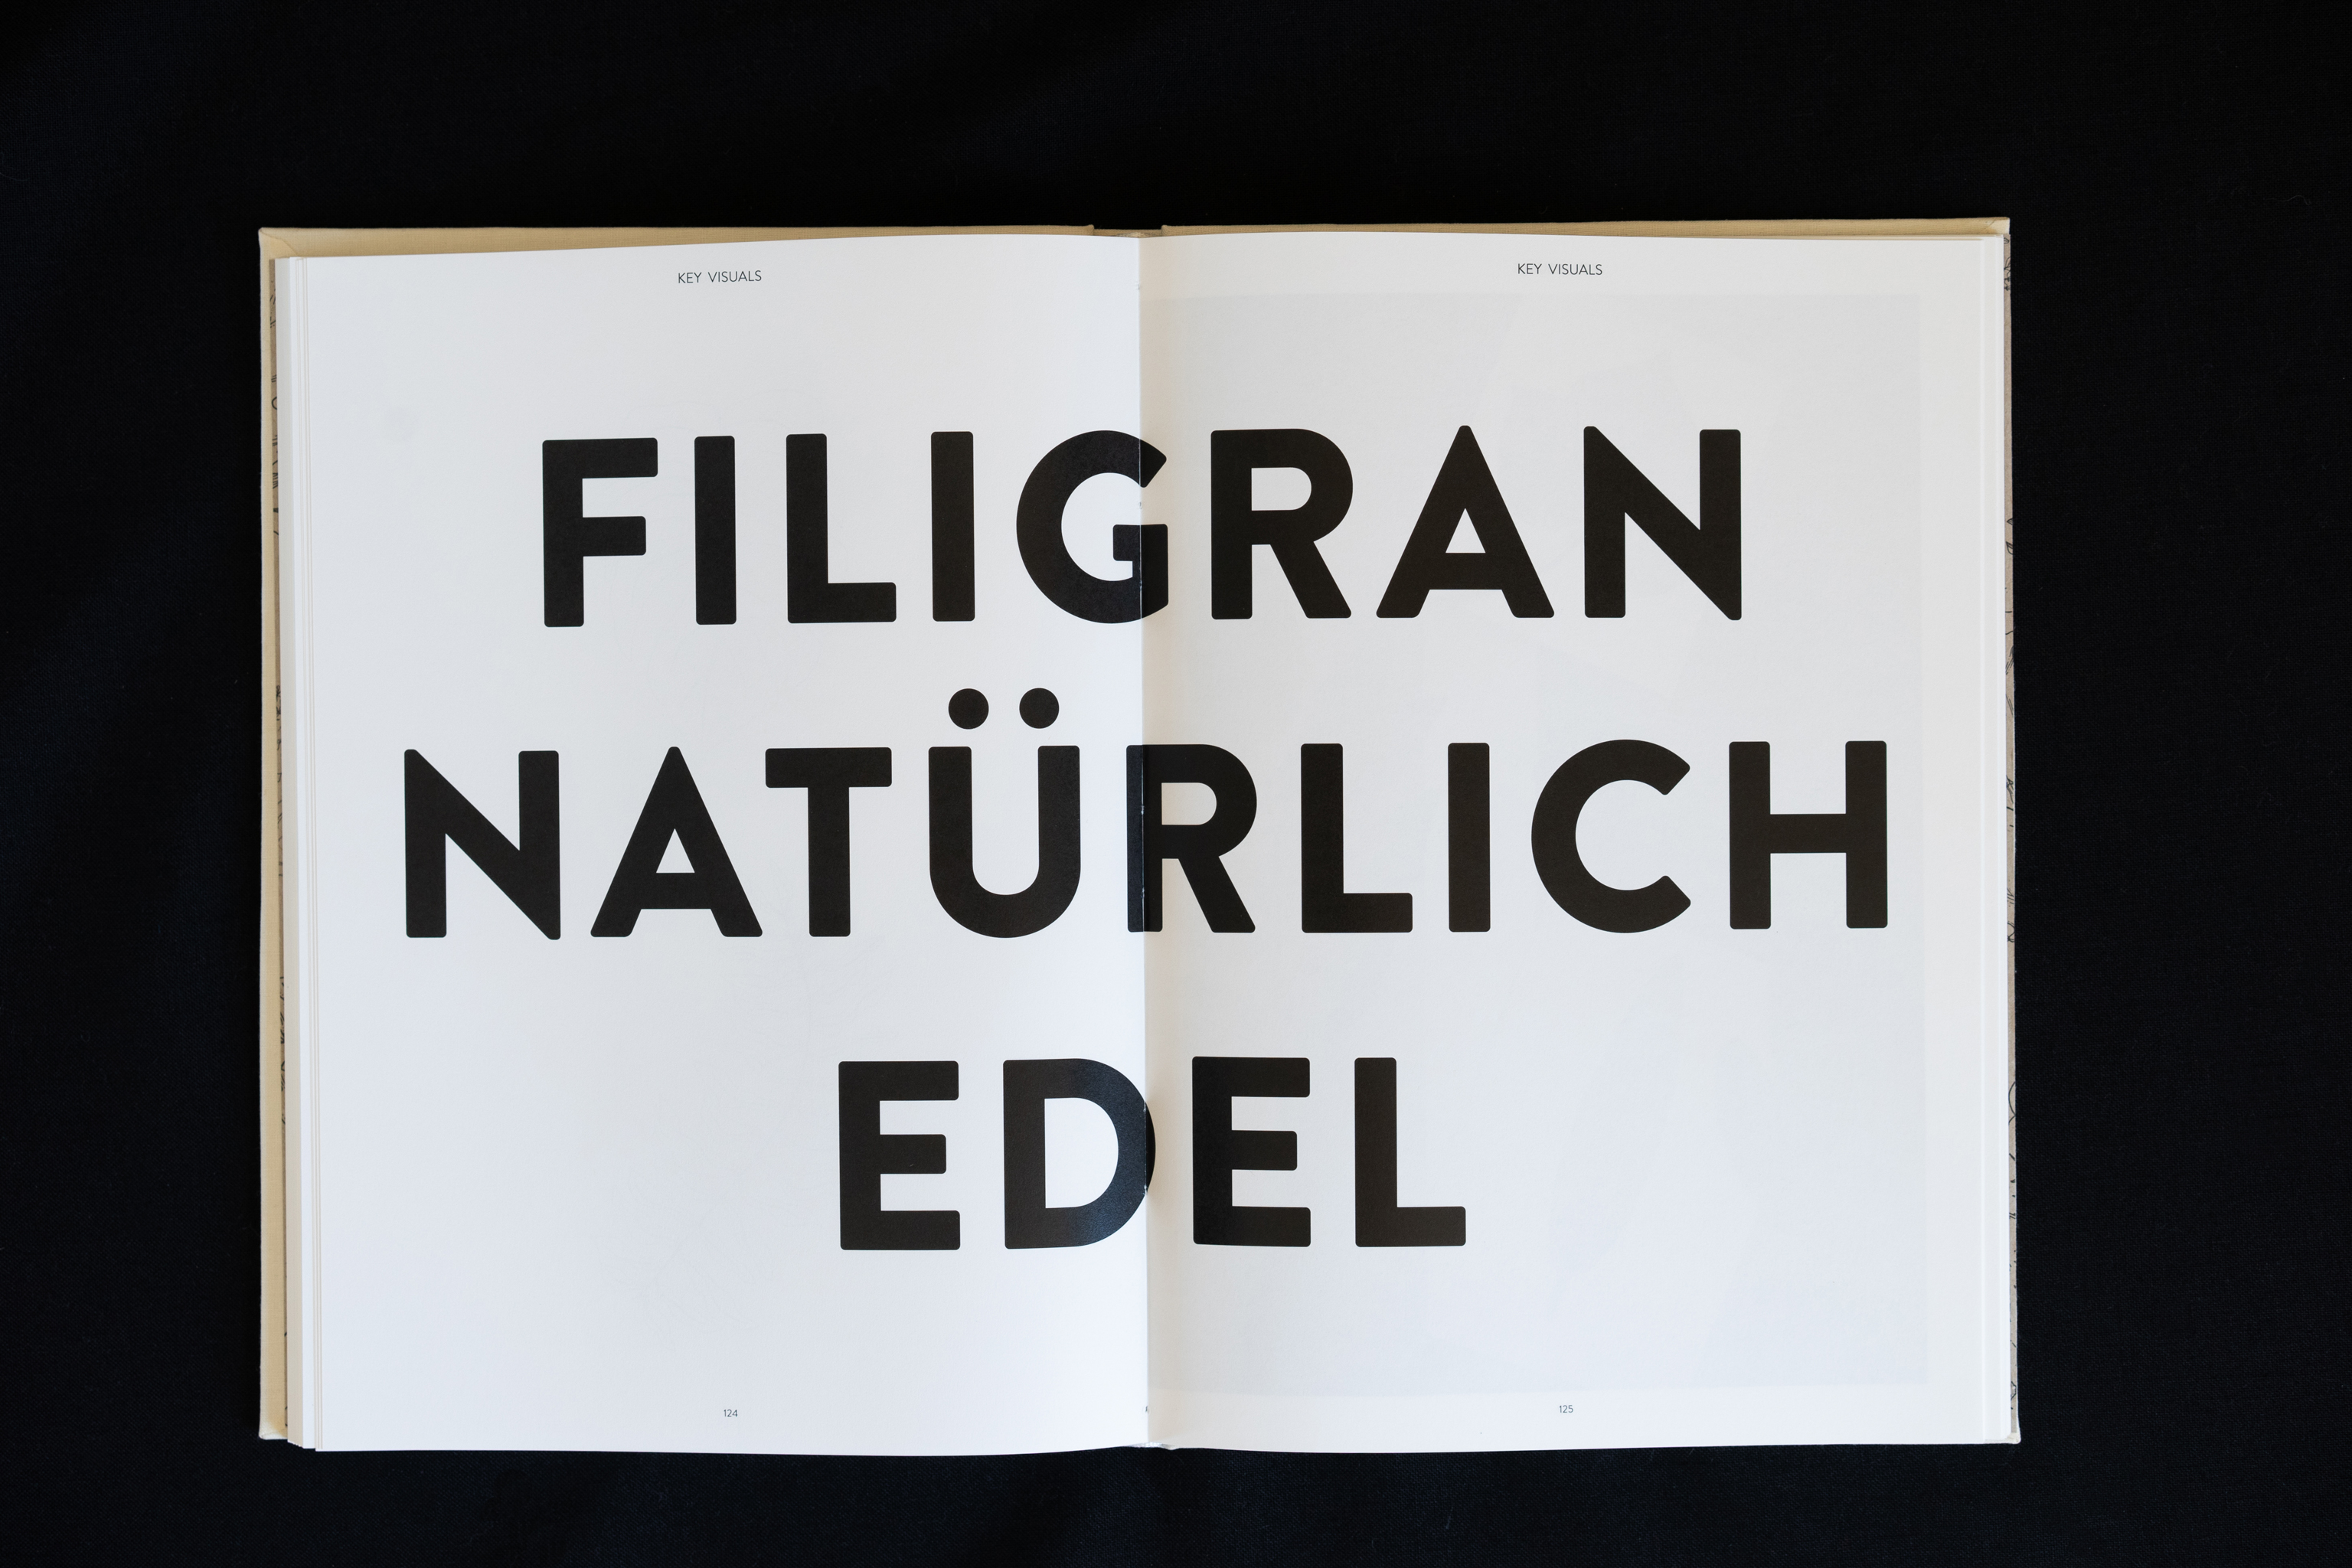 KEY VISUALS
KEY VISUALS
FILIGRAN
NATÜRLICH
EDEL
124
125